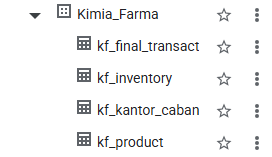 Kimia_Farma
kf_final_transact
kf_inventory
kf_kantor_caban
kf_product